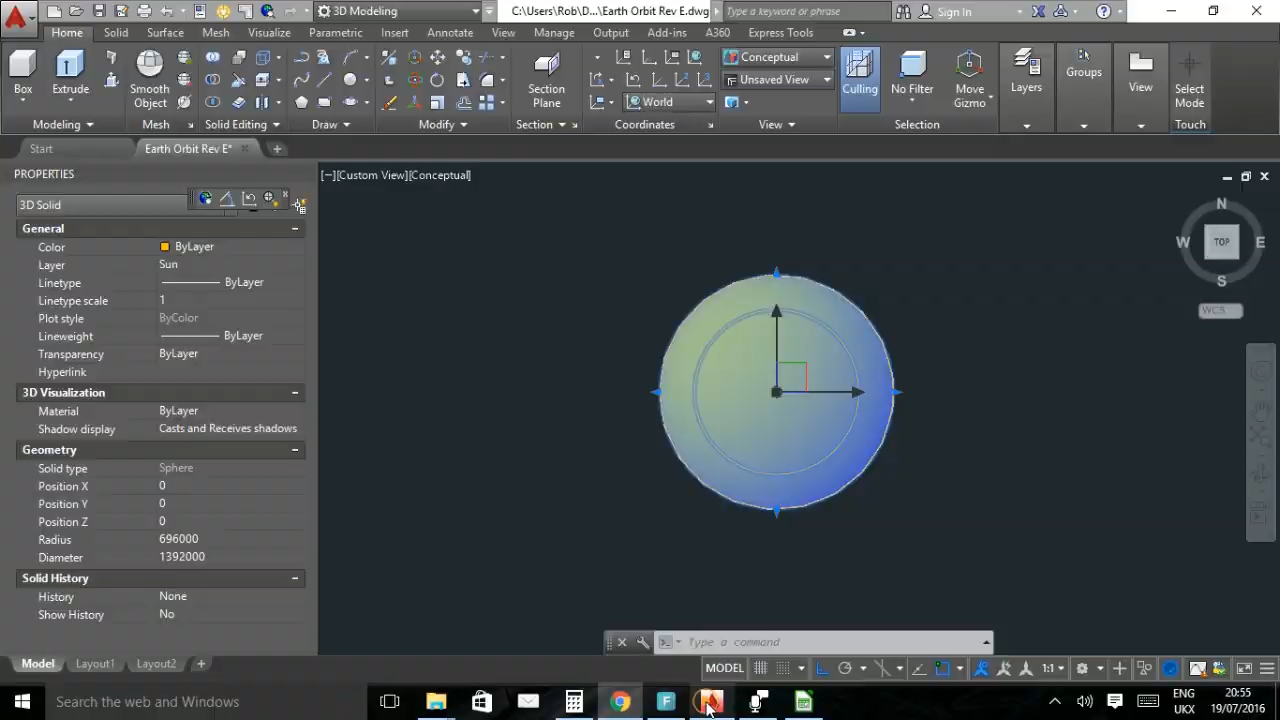 3D Modeling
C:\Users\Rob\D...\Earth Orbit Rev E.dwg
Type a keyword or phrase
Sign In
Home Solid Surface Mesh Visualize Parametric Insert Annotate View Manage Output Add-ins A360 Express Tools
Box
Extrude
Smooth
Object
Section
Plane
Conceptual
Unsaved View
World
Culling
No Filter
Move
Gizmo
Layers
Groups
View
Select
Mode
Modeling Mesh Solid Editing Draw Modify Section Coordinates View Selection Touch
Start
Earth Orbit Rev E*
PROPERTIES
3D Solid
General
Color ByLayer
Layer Sun
Linetype ByLayer
Linetype scale 1
Plot style ByColor
Lineweight ByLayer
Transparency ByLayer
Hyperlink
3D Visualization
Material ByLayer
Shadow display Casts and Receives shadows
Geometry
Solid type Sphere
Position X 0
Position Y 0
Position Z 0
Radius 696000
Diameter 1392000
Solid History
History None
Show History No
[−][Custom View][Conceptual]
N
W TOP E
S
WCS
Type a command
Model Layout1 Layout2 +
MODEL
1:1
Search the web and Windows
ENG
UKX
20:55
19/07/2016